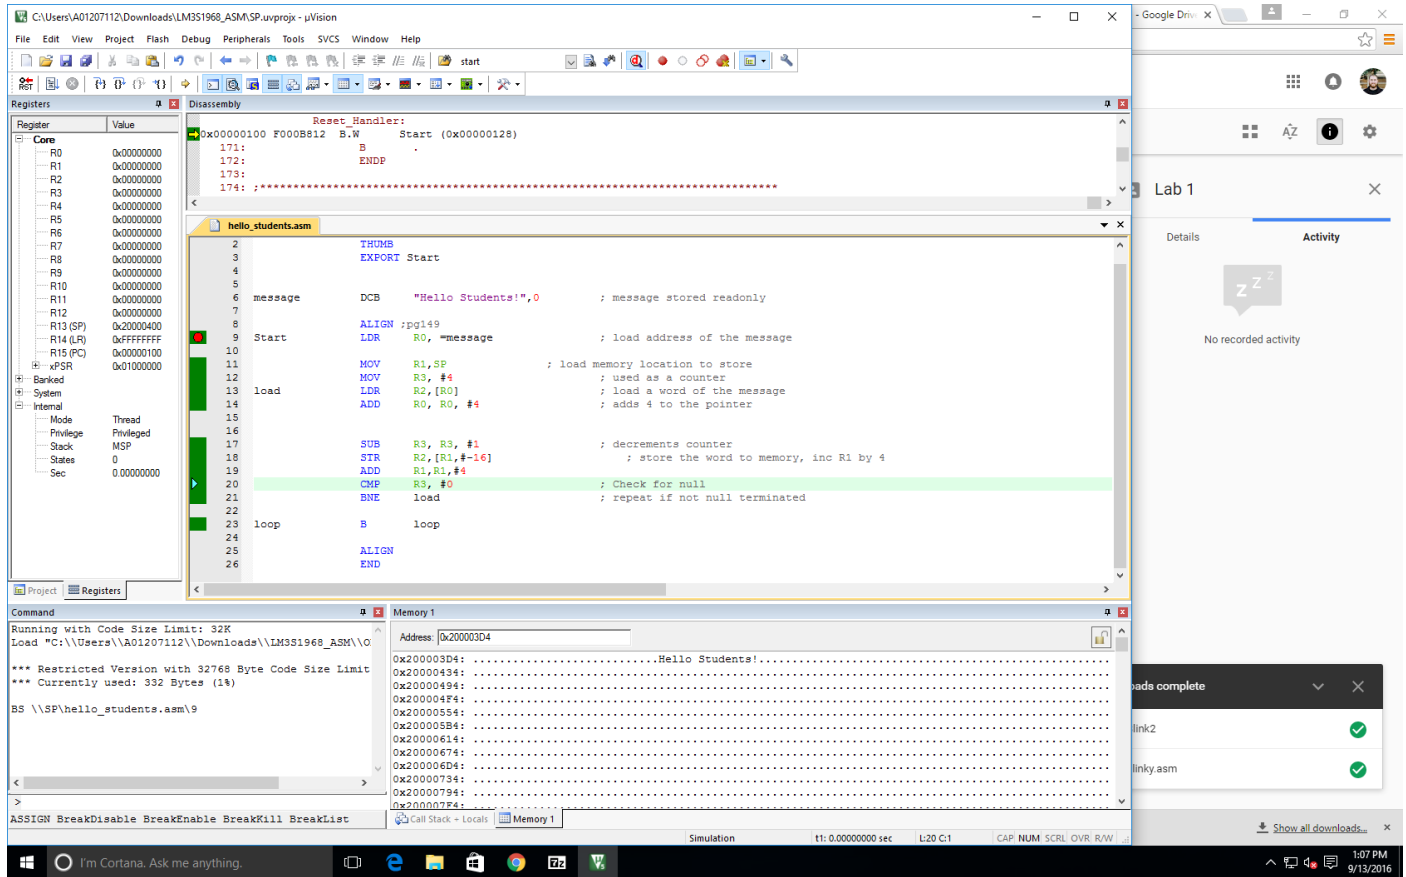 C:\Users\A01207112\Downloads\LM3S1968_ASM\SP.uvprojx - µVision
File Edit View Project Flash Debug Peripherals Tools SVCS Window Help
start
RST
Registers
Register Value
Core
R0 0x00000000
R1 0x00000000
R2 0x00000000
R3 0x00000000
R4 0x00000000
R5 0x00000000
R6 0x00000000
R7 0x00000000
R8 0x00000000
R9 0x00000000
R10 0x00000000
R11 0x00000000
R12 0x00000000
R13 (SP) 0x20000400
R14 (LR) 0xFFFFFFFF
R15 (PC) 0x00000100
xPSR 0x01000000
Banked
System
Internal
Mode Thread
Privilege Privileged
Stack MSP
States 0
Sec 0.00000000
Project Registers
Disassembly
Reset_Handler:
0x00000100 F000B812 B.W Start (0x00000128)
171: B .
172: ENDP
173:
174: ;*******************************************************************************
hello_students.asm
2 THUMB
3 EXPORT Start
4
5
6 message DCB "Hello Students!",0 ; message stored readonly
7
8 ALIGN ;pg149
9 Start LDR R0, =message ; load address of the message
10
11 MOV R1,SP ; load memory location to store
12 MOV R3, #4 ; used as a counter
13 load LDR R2,[R0] ; load a word of the message
14 ADD R0, R0, #4 ; adds 4 to the pointer
15
16
17 SUB R3, R3, #1 ; decrements counter
18 STR R2,[R1,#-16] ; store the word to memory, inc R1 by 4
19 ADD R1,R1,#4
20 CMP R3, #0 ; Check for null
21 BNE load ; repeat if not null terminated
22
23 loop B loop
24
25 ALIGN
26 END
Command
Running with Code Size Limit: 32K
Load "C:\\Users\\A01207112\\Downloads\\LM3S1968_ASM\\O
*** Restricted Version with 32768 Byte Code Size Limit
*** Currently used: 332 Bytes (1%)
BS \\SP\hello_students.asm\9
>
ASSIGN BreakDisable BreakEnable BreakKill BreakList
Memory 1
Address: 0x200003D4
0x200003D4: ............................Hello Students!.....................................................
0x20000434: ................................................................................................
0x20000494: ................................................................................................
0x200004F4: ................................................................................................
0x20000554: ................................................................................................
0x200005B4: ................................................................................................
0x20000614: ................................................................................................
0x20000674: ................................................................................................
0x200006D4: ................................................................................................
0x20000734: ................................................................................................
0x20000794: ................................................................................................
0x200007F4: ................................................................................................
Call Stack + Locals Memory 1
Simulation t1: 0.00000000 sec L:20 C:1 CAP NUM SCRL OVR R/W
- Google Driv
AZ
Lab 1
Details Activity
z z z
No recorded activity
ads complete
link2
linky.asm
Show all downloads...
I'm Cortana. Ask me anything.
7z
1:07 PM
9/13/2016